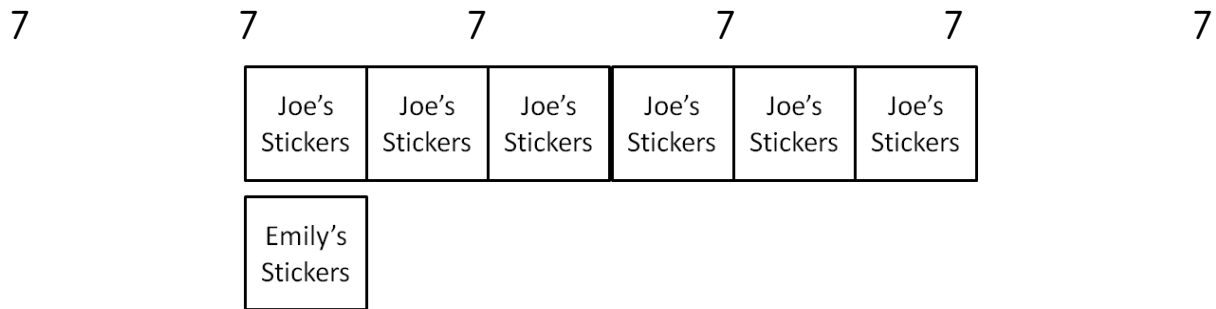 7 7 7 7 7 7
Joe's Joe's Joe's Joe's Joe's Joe's
Stickers Stickers Stickers Stickers Stickers Stickers
Emily's
Stickers